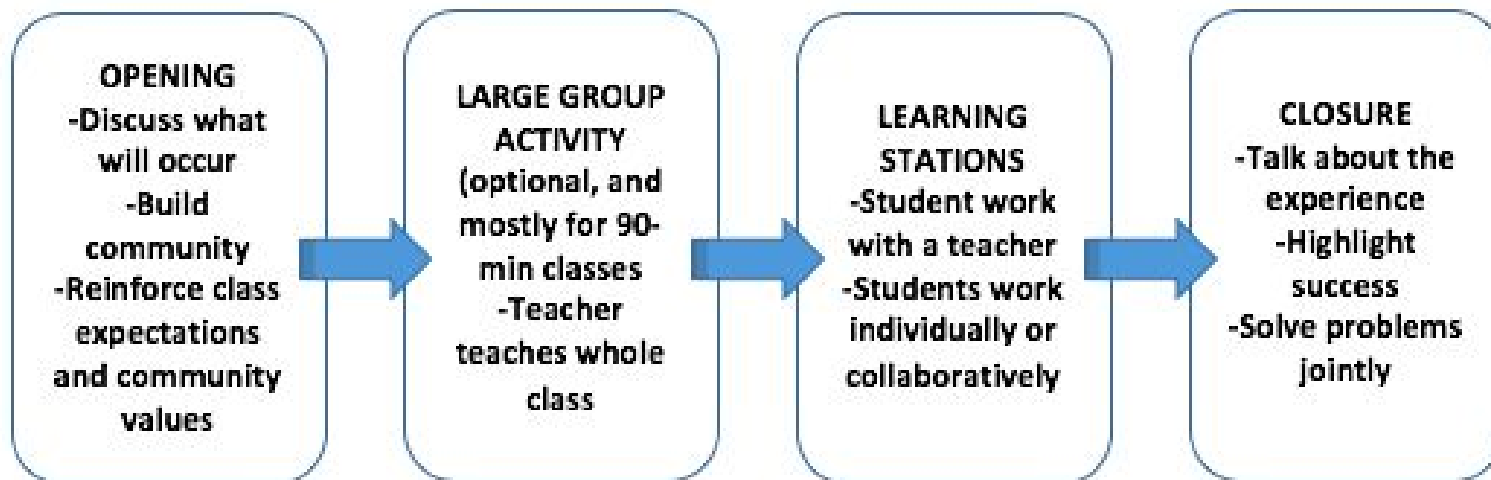 OPENING
-Discuss what
will occur
-Build
community
-Reinforce class
expectations
and community
values
LARGE GROUP
ACTIVITY
(optional, and
mostly for 90-
min classes
-Teacher
teaches whole
class
LEARNING
STATIONS
-Student work
with a teacher
-Students work
individually or
collaboratively
CLOSURE
-Talk about the
experience
-Highlight
success
-Solve problems
jointly